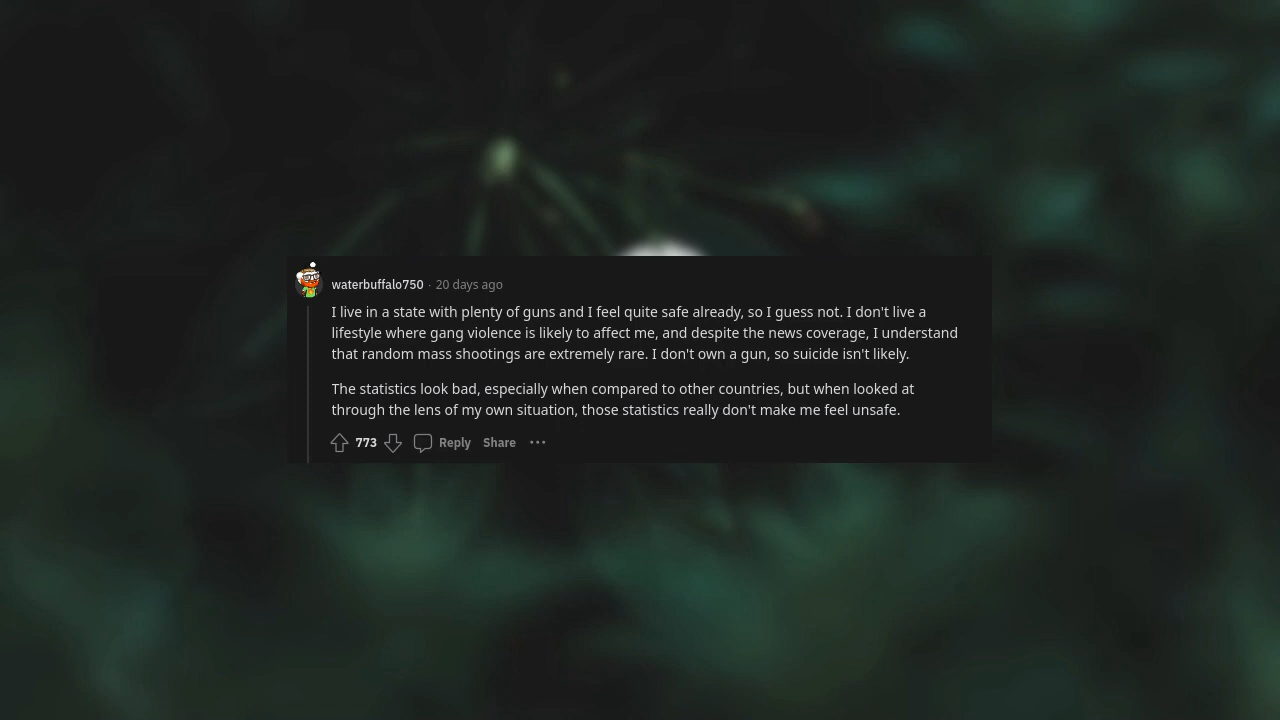 waterbuffalo750 · 20 days ago
I live in a state with plenty of guns and I feel quite safe already, so I guess not. I don't live a
lifestyle where gang violence is likely to affect me, and despite the news coverage, I understand
that random mass shootings are extremely rare. I don't own a gun, so suicide isn't likely.
The statistics look bad, especially when compared to other countries, but when looked at
through the lens of my own situation, those statistics really don't make me feel unsafe.
773 Reply Share ···